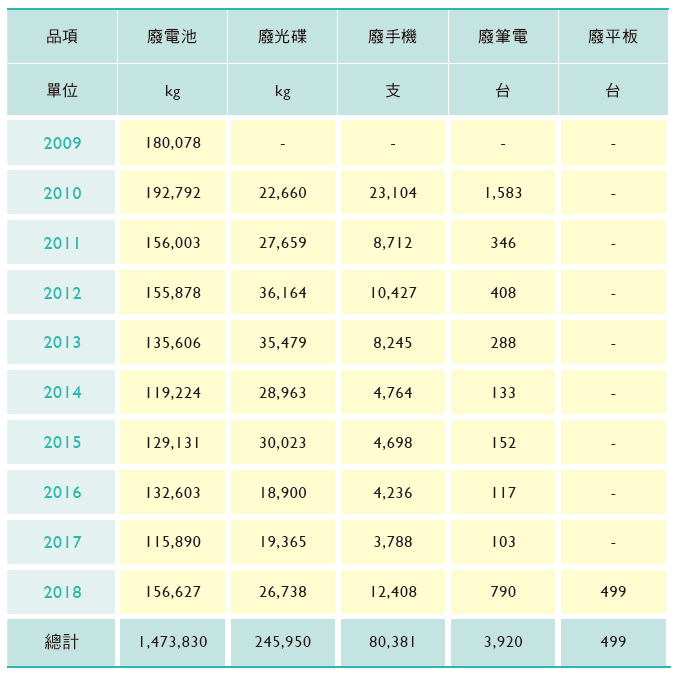 品項 廢電池 廢光碟 廢手機 廢筆電 廢平板
單位 kg kg 支 台 台
2009 180,078 - - - -
2010 192,792 22,660 23,104 1,583 -
2011 156,003 27,659 8,712 346 -
2012 155,878 36,164 10,427 408 -
2013 135,606 35,479 8,245 288 -
2014 119,224 28,963 4,764 133 -
2015 129,131 30,023 4,698 152 -
2016 132,603 18,900 4,236 117 -
2017 115,890 19,365 3,788 103 -
2018 156,627 26,738 12,408 790 499
總計 1,473,830 245,950 80,381 3,920 499